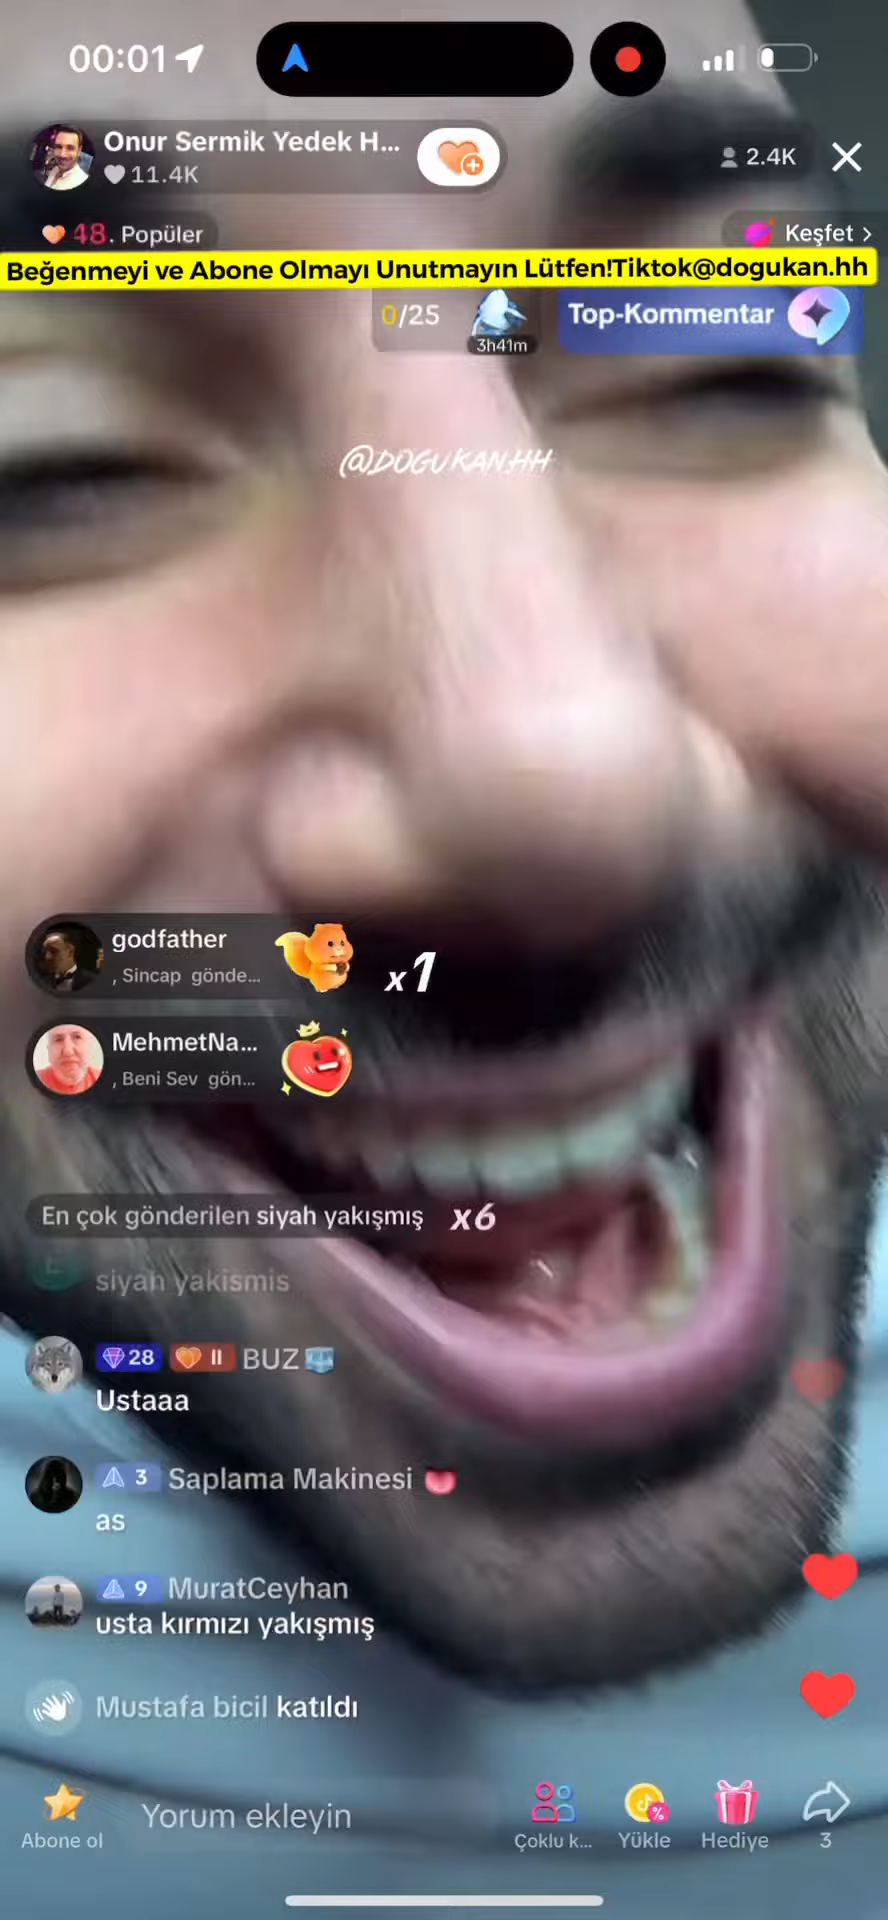 00:01
Onur Sermik Yedek H...
11.4K
2.4K
48. Popüler
Keşfet >
Beğenmeyi ve Abone Olmayı Unutmayın Lütfen!Tiktok@dogukan.hh
0/25
3h41m
Top-Kommentar
@DOGUKAN.HH
godfather
, Sincap gönde...
x1
MehmetNa...
, Beni Sev gön...
En çok gönderilen siyah yakışmış x6
siyah yakismis
28 II BUZ
Ustaaa
3 Saplama Makinesi
as
9 MuratCeyhan
usta kırmızı yakışmış
Mustafa bicil katıldı
Abone ol
Yorum ekleyin
Çoklu k...
Yükle
Hediye
3